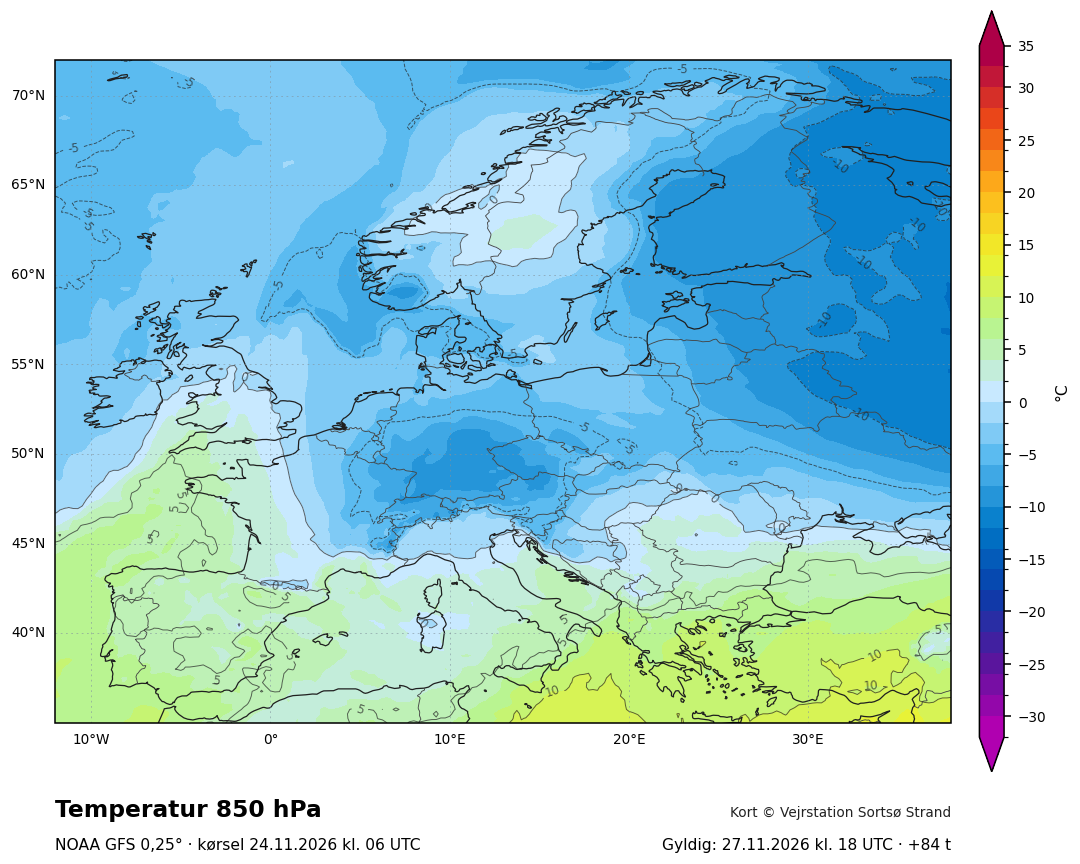 70°N
65°N
60°N
55°N
50°N
45°N
40°N
10°W
0°
10°E
20°E
30°E
35
30
25
20
15
10
5
0
−5
−10
−15
−20
−25
−30
°C
Temperatur 850 hPa
Kort © Vejrstation Sortsø Strand
NOAA GFS 0,25° · kørsel 24.11.2026 kl. 06 UTC
Gyldig: 27.11.2026 kl. 18 UTC · +84 t